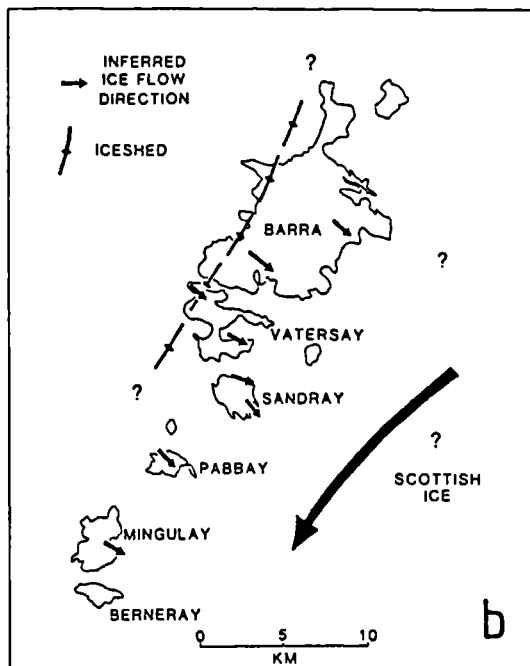 INFERRED
ICE FLOW
DIRECTION
?
ICESHED
BARRA
?
VATERSAY
?
SANDRAY
?
SCOTTISH
ICE
PABBAY
MINGULAY
BERNERAY
0 5 10
KM
b